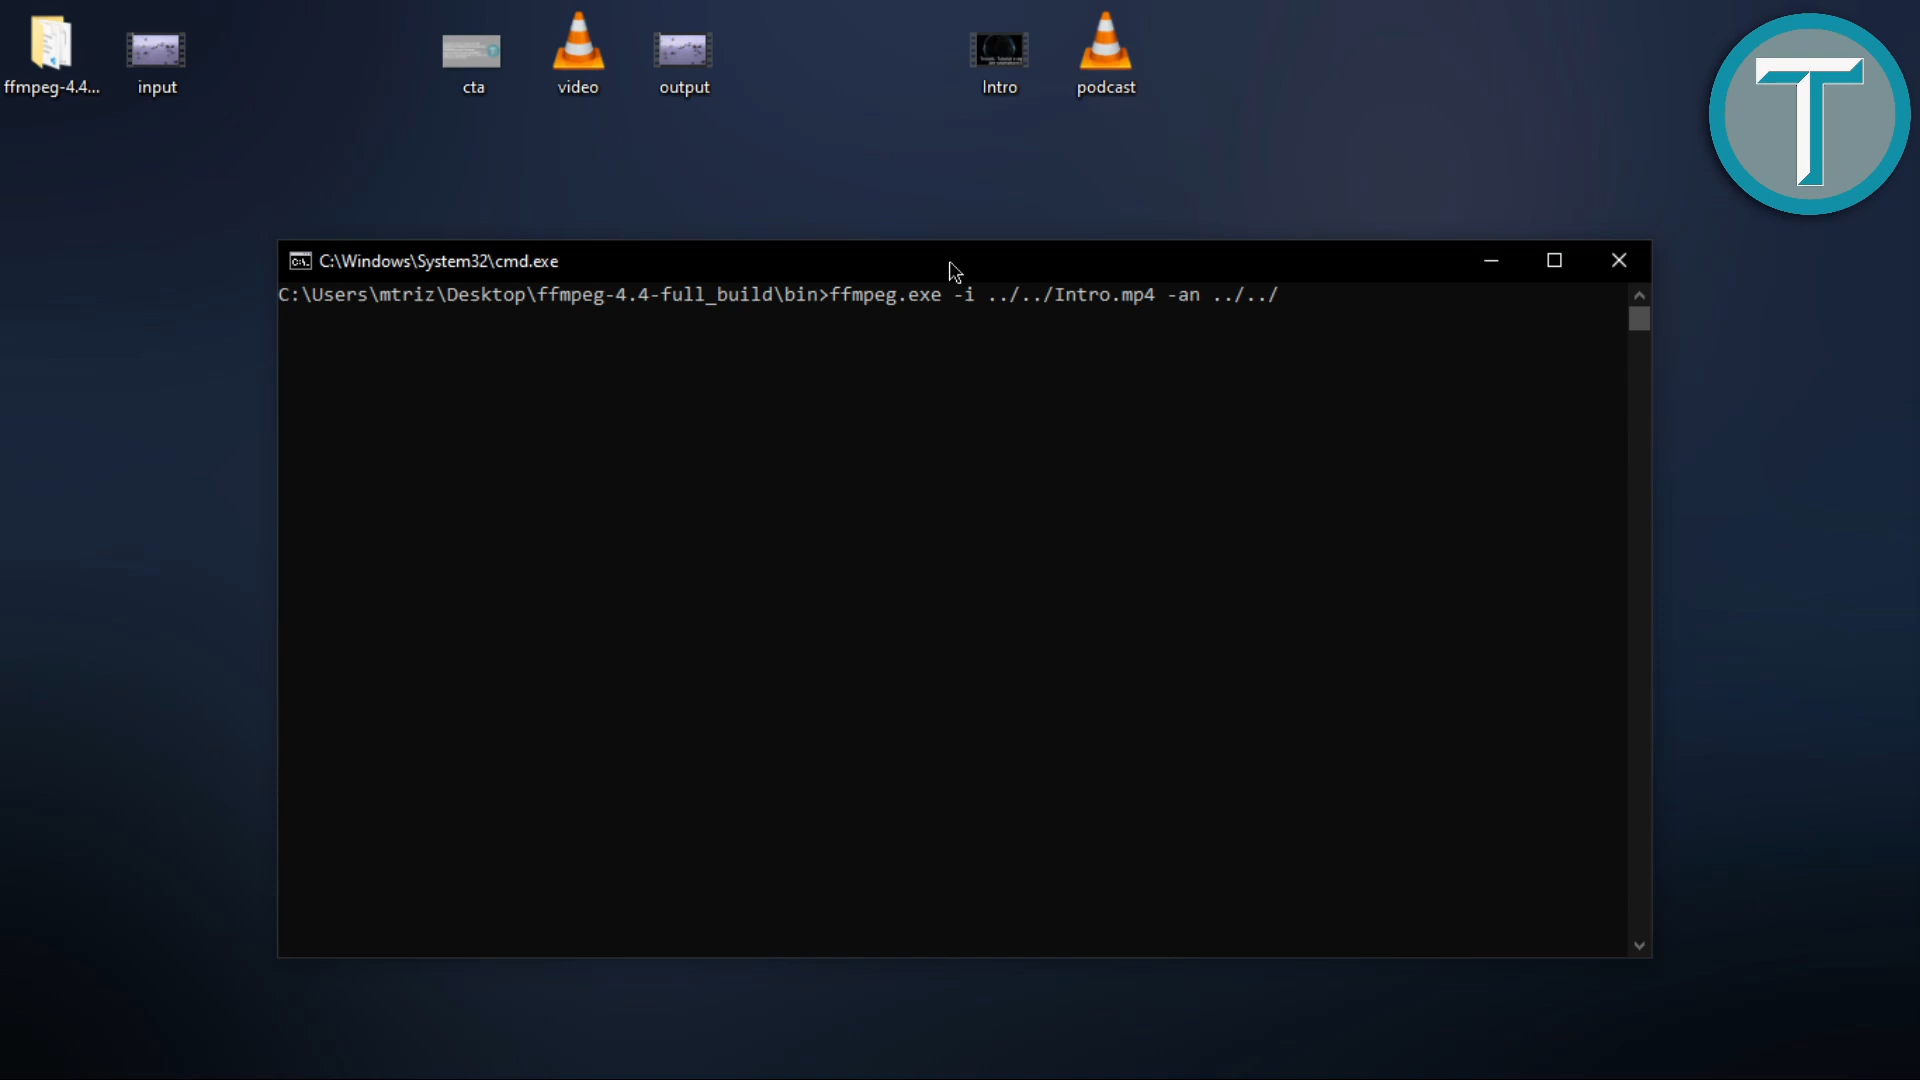 ffmpeg-4.4...
input
cta
video
output
Intro
podcast
T
C:\Windows\System32\cmd.exe
C:\Users\mtriz\Desktop\ffmpeg-4.4-full_build\bin>ffmpeg.exe -i ../../Intro.mp4 -an ../../